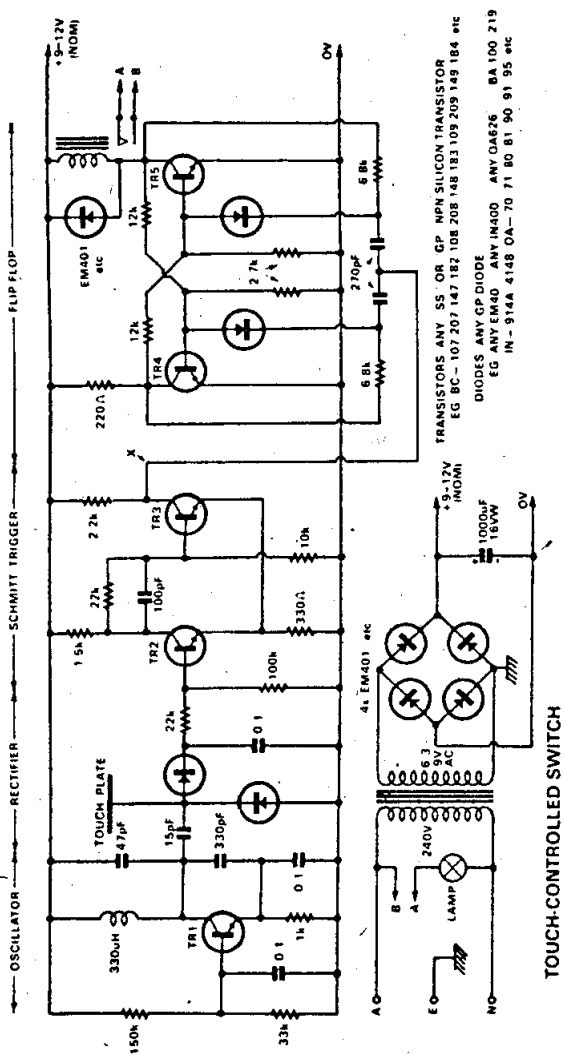 OSCILLATOR
RECTIFIER
SCHMITT TRIGGER
FLIP FLOP
+9-12V
(NOM)
A
B
330uH
47pF
TOUCH PLATE
15pF
330pF
150k
33k
TR1
0 1
1k
0 1
0 1
22k
100k
1 5k
22k
100pF
TR2
2 2k
TR3
330Ω
10k
X
220Ω
12k
12k
EM401
etc
TR4
TR5
2 7k
6 8k
270pF
6 8k
0V
A
E
N
B
A
LAMP
240V
6 3
9V
AC
4x EM401 etc
+9-12V
(NOM)
1000uF
16VW
0V
TRANSISTORS ANY SS OR GP NPN SILICON TRANSISTOR
EG BC - 107 207 147 182 108 208 148 183 109 209 149 184 etc
DIODES ANY GP DIODE
EG ANY EM40 ANY IN400 ANY OA626 BA 100 219
IN - 914A 4148 OA - 70 71 80 81 90 91 95 etc
TOUCH-CONTROLLED SWITCH